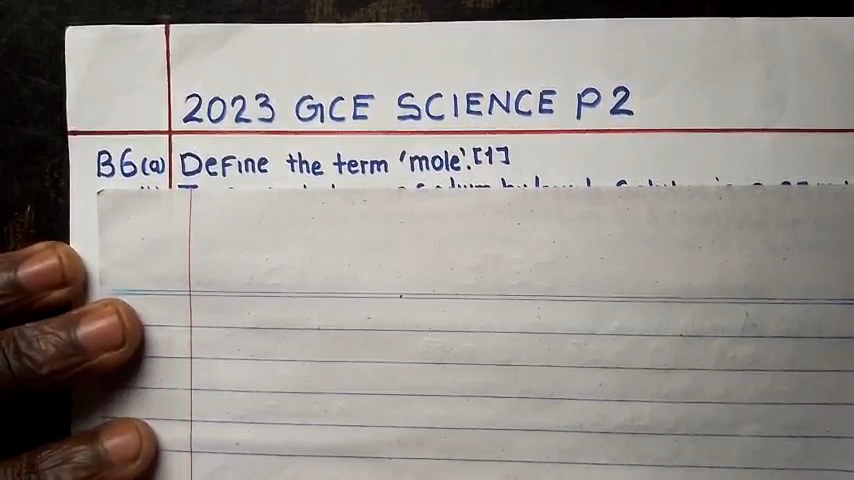 2023 GCE SCIENCE P2
B6(a) Define the term 'mole'.[1]